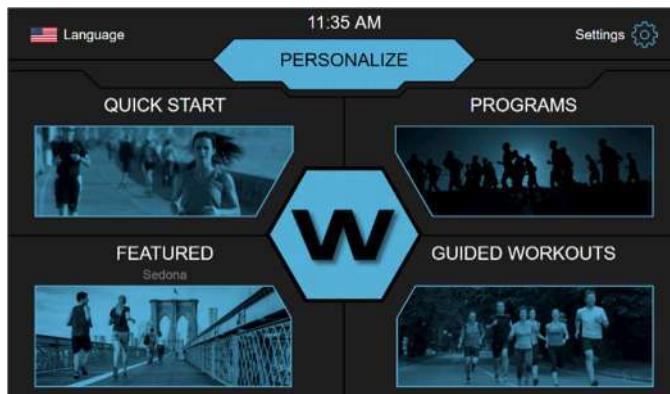 11:35 AM
Language
Settings
PERSONALIZE
QUICK START
PROGRAMS
W
FEATURED
Sedona
GUIDED WORKOUTS